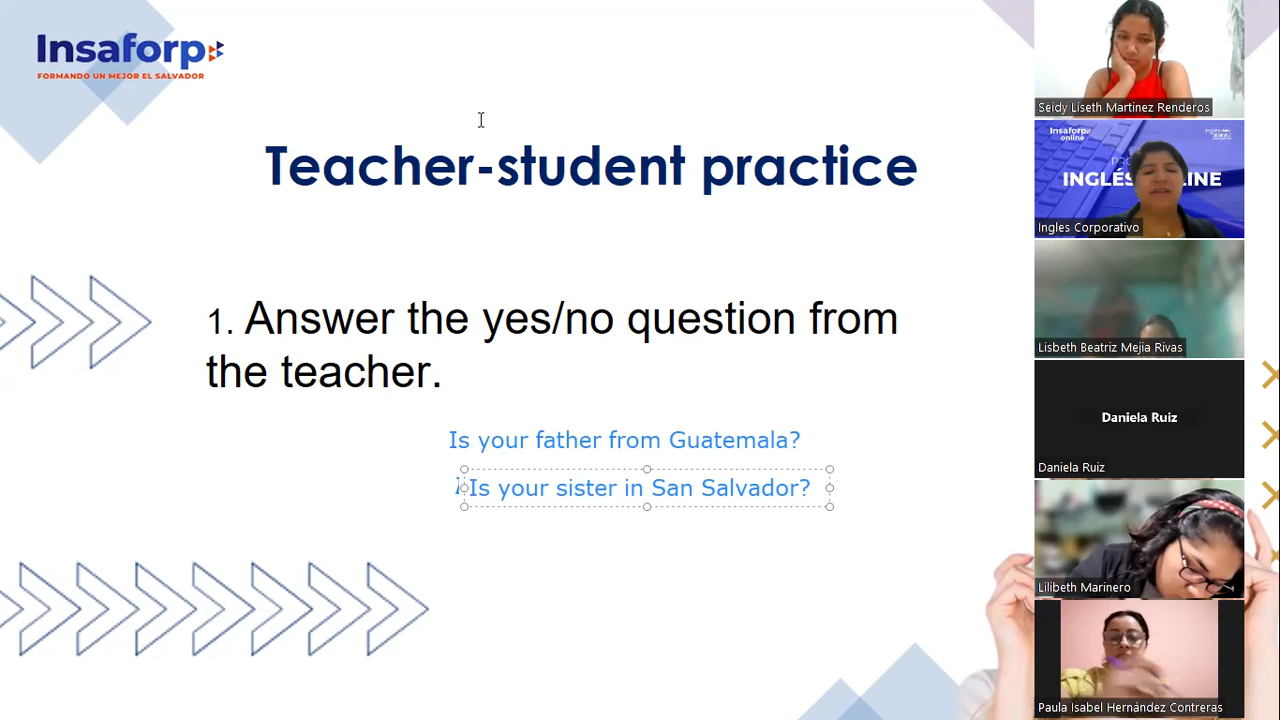 Insaforp
FORMANDO UN MEJOR EL SALVADOR
Teacher-student practice
1. Answer the yes/no question from
the teacher.
Is your father from Guatemala?
Is your sister in San Salvador?
Seidy Liseth Martinez Renderos
Insaforp
online
INGLÉS ONLINE
Ingles Corporativo
Lisbeth Beatriz Mejia Rivas
Daniela Ruiz
Daniela Ruiz
Lilibeth Marinero
Paula Isabel Hernández Contreras